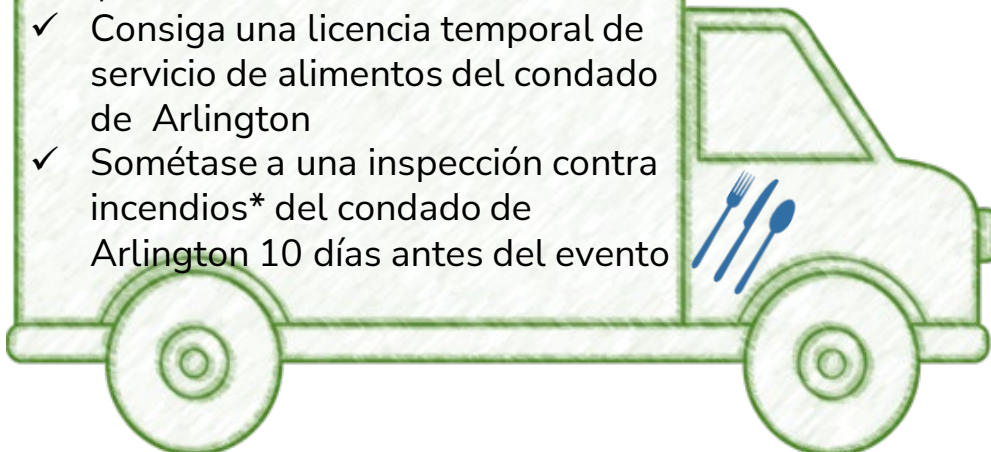 ✓ Consiga una licencia temporal de
servicio de alimentos del condado
de Arlington
✓ Sométase a una inspección contra
incendios* del condado de
Arlington 10 días antes del evento